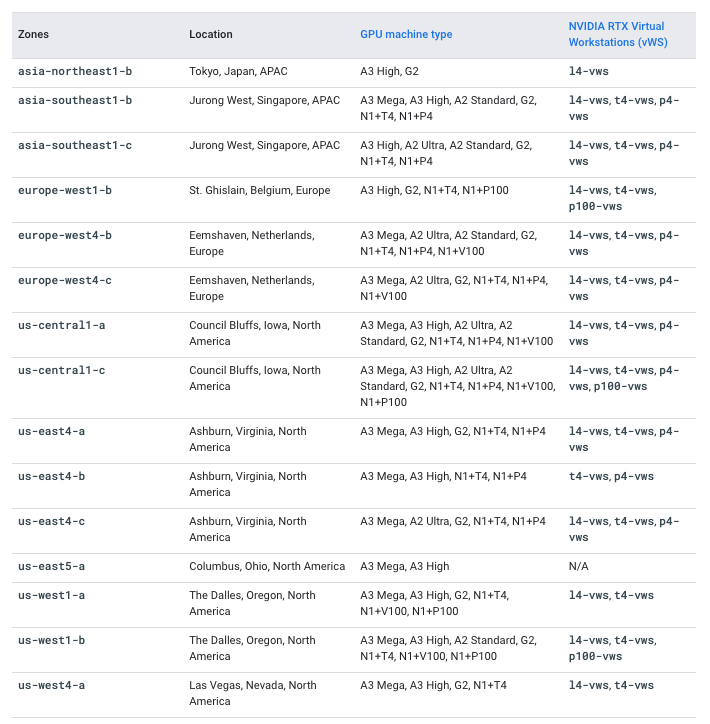 Zones Location GPU machine type NVIDIA RTX Virtual
Workstations (vWS)
asia-northeast1-b Tokyo, Japan, APAC A3 High, G2 l4-vws
asia-southeast1-b Jurong West, Singapore, APAC A3 Mega, A3 High, A2 Standard, G2, l4-vws, t4-vws, p4-
N1+T4, N1+P4 vws
asia-southeast1-c Jurong West, Singapore, APAC A3 High, A2 Ultra, A2 Standard, G2, l4-vws, t4-vws, p4-
N1+T4, N1+P4 vws
europe-west1-b St. Ghislain, Belgium, Europe A3 High, G2, N1+T4, N1+P100 l4-vws, t4-vws,
p100-vws
europe-west4-b Eemshaven, Netherlands, A3 Mega, A2 Ultra, A2 Standard, G2, l4-vws, t4-vws, p4-
Europe N1+T4, N1+P4, N1+V100 vws
europe-west4-c Eemshaven, Netherlands, A3 Mega, A2 Ultra, G2, N1+T4, N1+P4, l4-vws, t4-vws, p4-
Europe N1+V100 vws
us-central1-a Council Bluffs, Iowa, North A3 Mega, A3 High, A2 Ultra, A2 l4-vws, t4-vws, p4-
America Standard, G2, N1+T4, N1+P4, N1+V100 vws
us-central1-c Council Bluffs, Iowa, North A3 Mega, A3 High, A2 Ultra, A2 l4-vws, t4-vws, p4-
America Standard, G2, N1+T4, N1+P4, N1+V100, vws, p100-vws
N1+P100
us-east4-a Ashburn, Virginia, North A3 Mega, A3 High, G2, N1+T4, N1+P4 l4-vws, t4-vws, p4-
America vws
us-east4-b Ashburn, Virginia, North A3 Mega, A3 High, N1+T4, N1+P4 t4-vws, p4-vws
America
us-east4-c Ashburn, Virginia, North A3 Mega, A2 Ultra, G2, N1+T4, N1+P4 l4-vws, t4-vws, p4-
America vws
us-east5-a Columbus, Ohio, North America A3 Mega, A3 High N/A
us-west1-a The Dalles, Oregon, North A3 Mega, A3 High, G2, N1+T4, l4-vws, t4-vws
America N1+V100, N1+P100
us-west1-b The Dalles, Oregon, North A3 Mega, A3 High, A2 Standard, G2, l4-vws, t4-vws,
America N1+T4, N1+V100, N1+P100 p100-vws
us-west4-a Las Vegas, Nevada, North A3 Mega, A3 High, G2, N1+T4 l4-vws, t4-vws
America